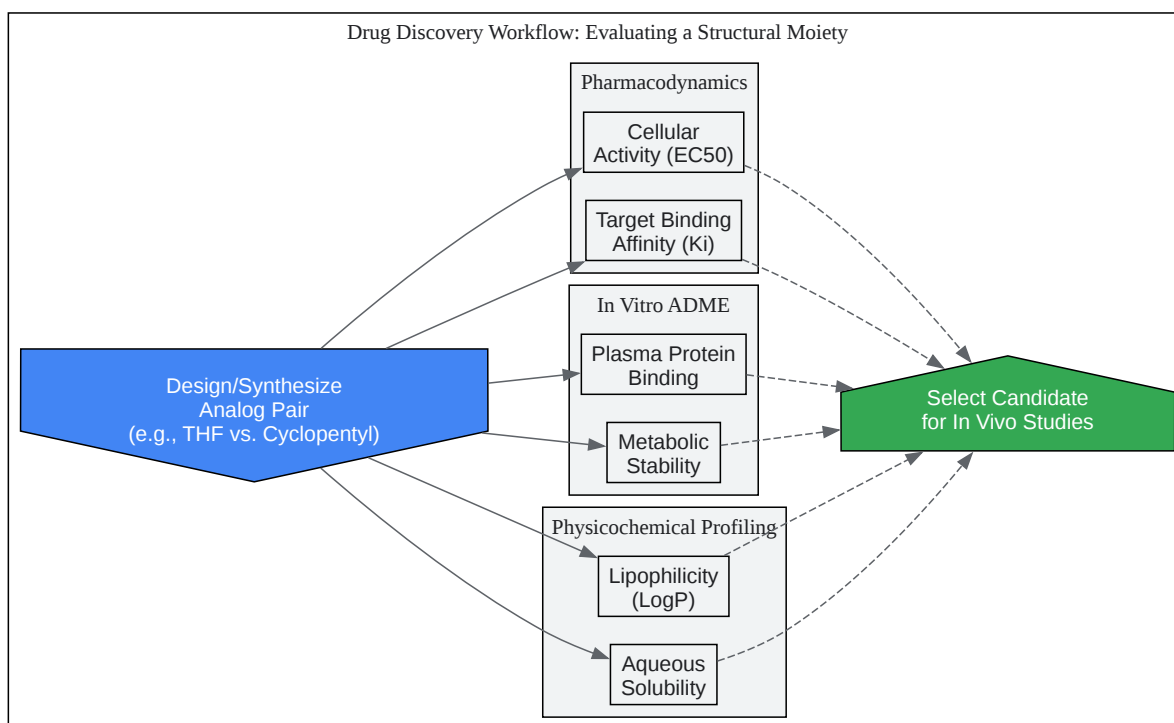 Drug Discovery Workflow: Evaluating a Structural Moiety
Pharmacodynamics
Cellular
Activity (EC50)
Target Binding
Affinity (Ki)
In Vitro ADME
Plasma Protein
Binding
Metabolic
Stability
Design/Synthesize
Analog Pair
(e.g., THF vs. Cyclopentyl)
Select Candidate
for In Vivo Studies
Physicochemical Profiling
Lipophilicity
(LogP)
Aqueous
Solubility